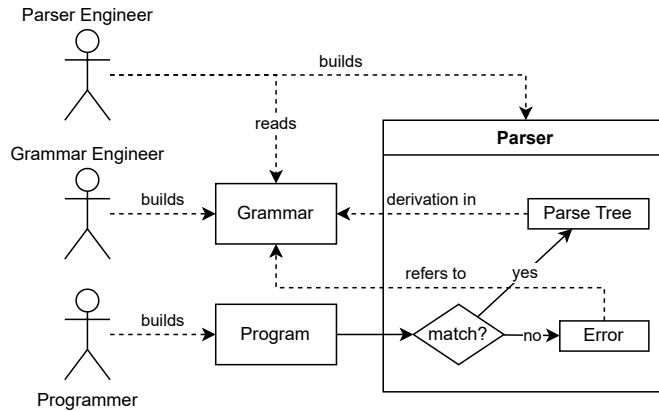 Parser Engineer
builds
reads
Parser
Grammar Engineer
builds
Grammar
derivation in
Parse Tree
refers to
yes
builds
Program
match?
no
Error
Programmer